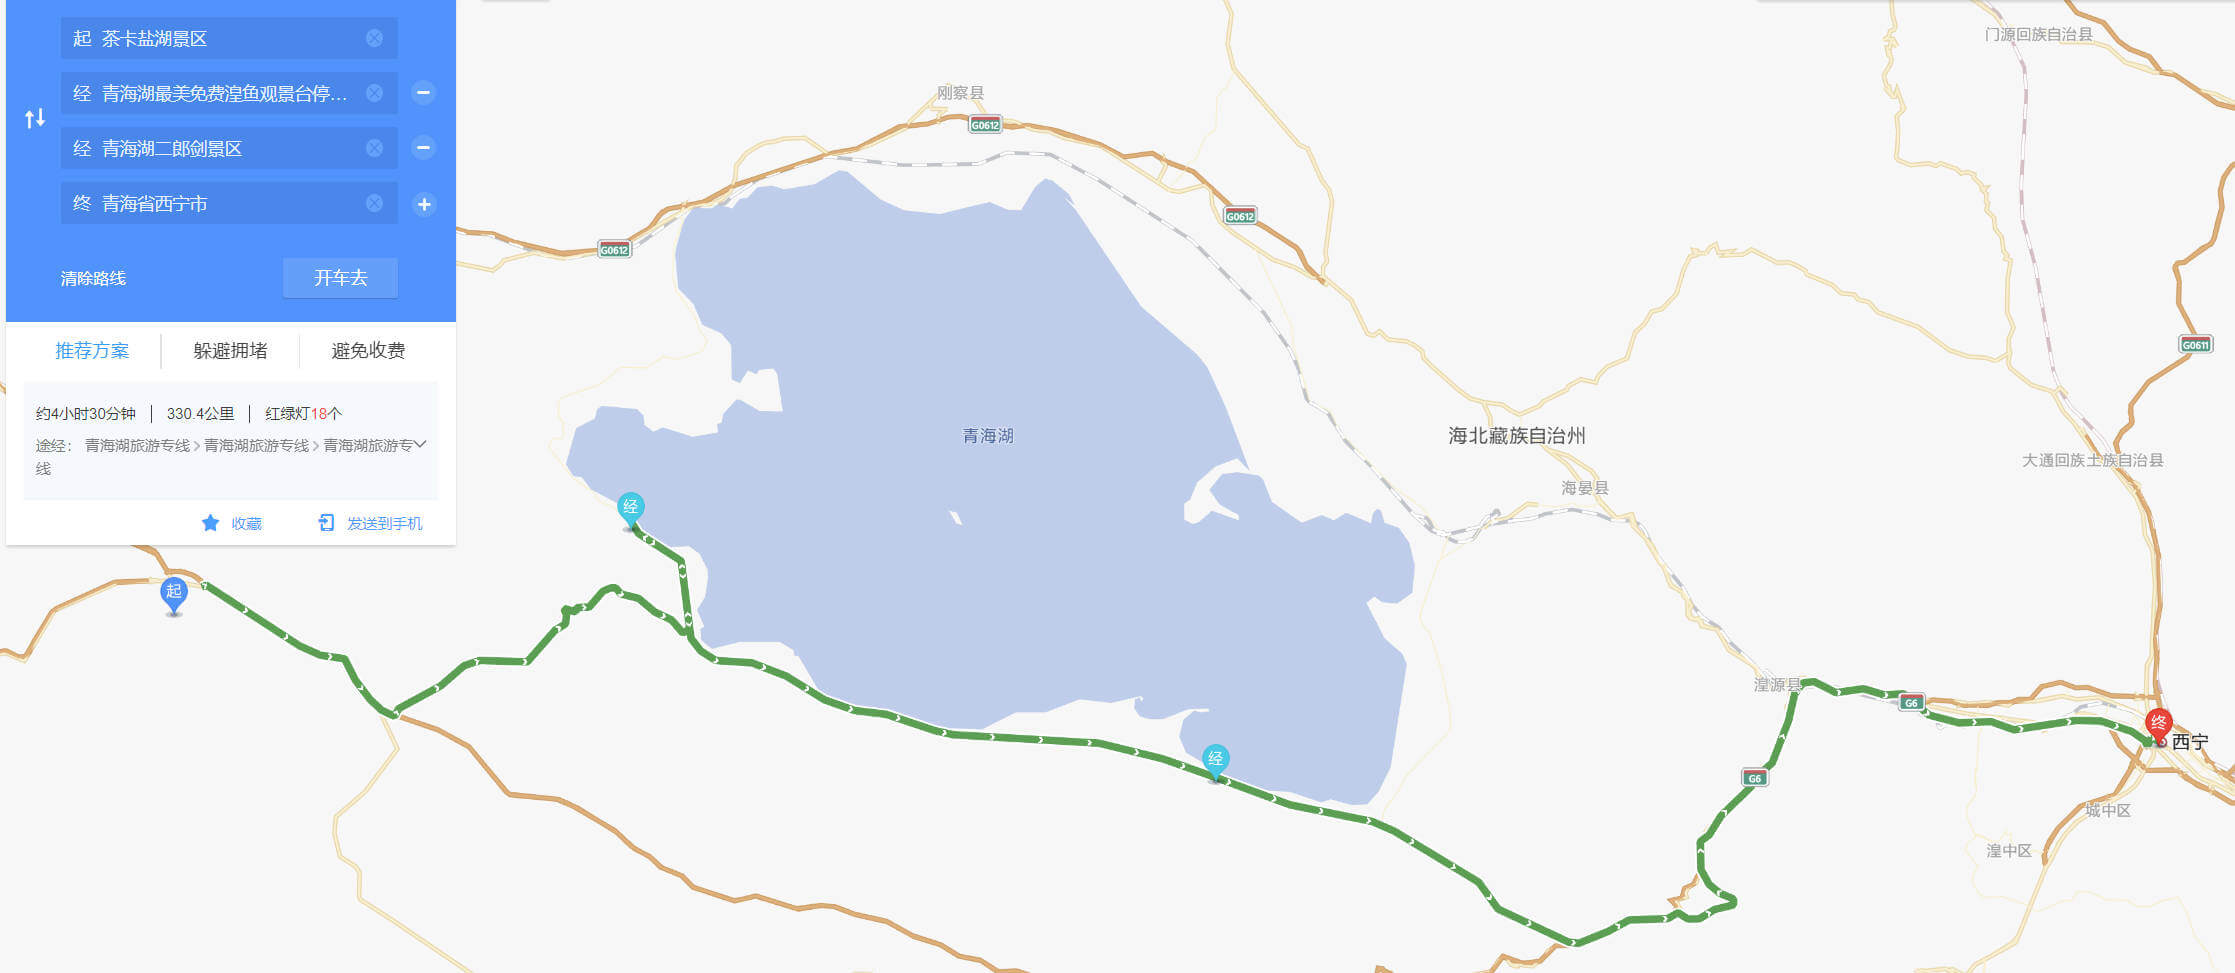 起 茶卡盐湖景区
经 青海湖最美免费湟鱼观景台停...
经 青海湖二郎剑景区
终 青海省西宁市
清除路线
开车去
推荐方案
躲避拥堵
避免收费
约4小时30分钟 | 330.4公里 | 红绿灯18个
途经： 青海湖旅游专线 > 青海湖旅游专线 > 青海湖旅游专
线
收藏
发送到手机
门源回族自治县
刚察县
G0612
G0612
G0612
G0611
青海湖
海北藏族自治州
大通回族土族自治县
海晏县
经
起
湟源县
G6
终
西宁
经
G6
城中区
湟中区